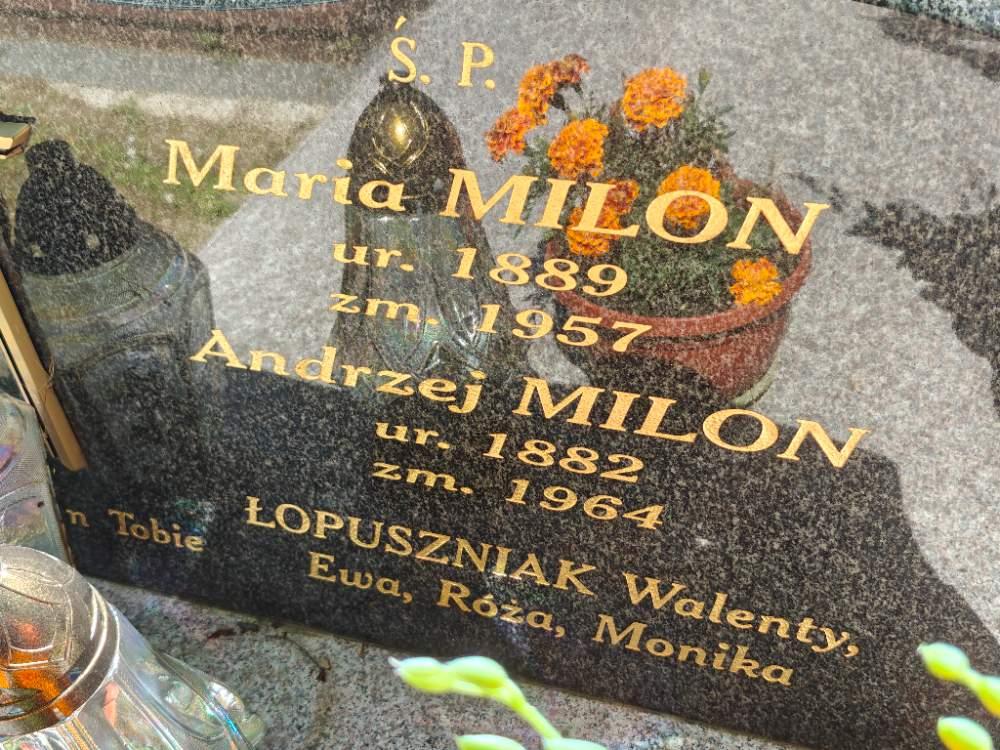 Ś. P.
Maria MILON
ur. 1889
zm. 1957
Andrzej MILON
ur. 1882
zm. 1964
Tobie
ŁOPUSZNIAK Walenty,
Ewa, Róża, Monika